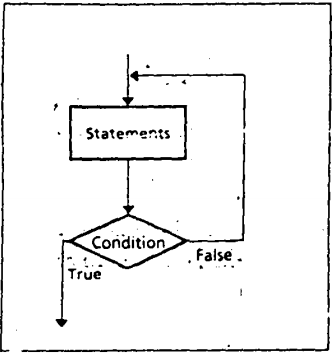 Statements
Condition
False
True